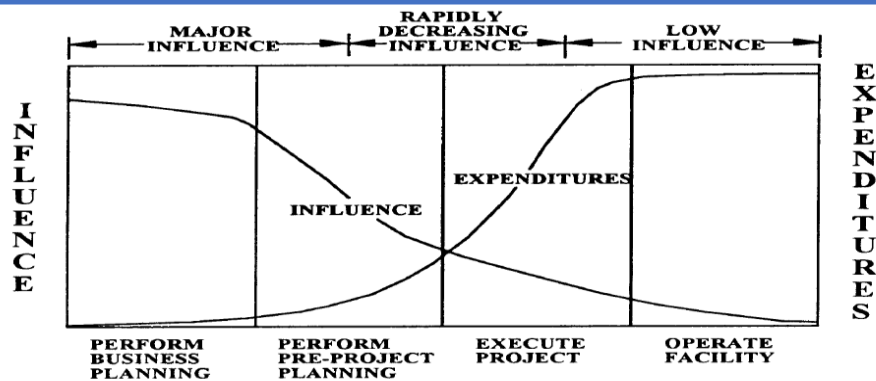 MAJOR
INFLUENCE
RAPIDLY
DECREASING
INFLUENCE
LOW
INFLUENCE
INFLUENCE
EXPENDITURES
INFLUENCE
EXPENDITURES
PERFORM
BUSINESS
PLANNING
PERFORM
PRE-PROJECT
PLANNING
EXECUTE
PROJECT
OPERATE
FACILITY